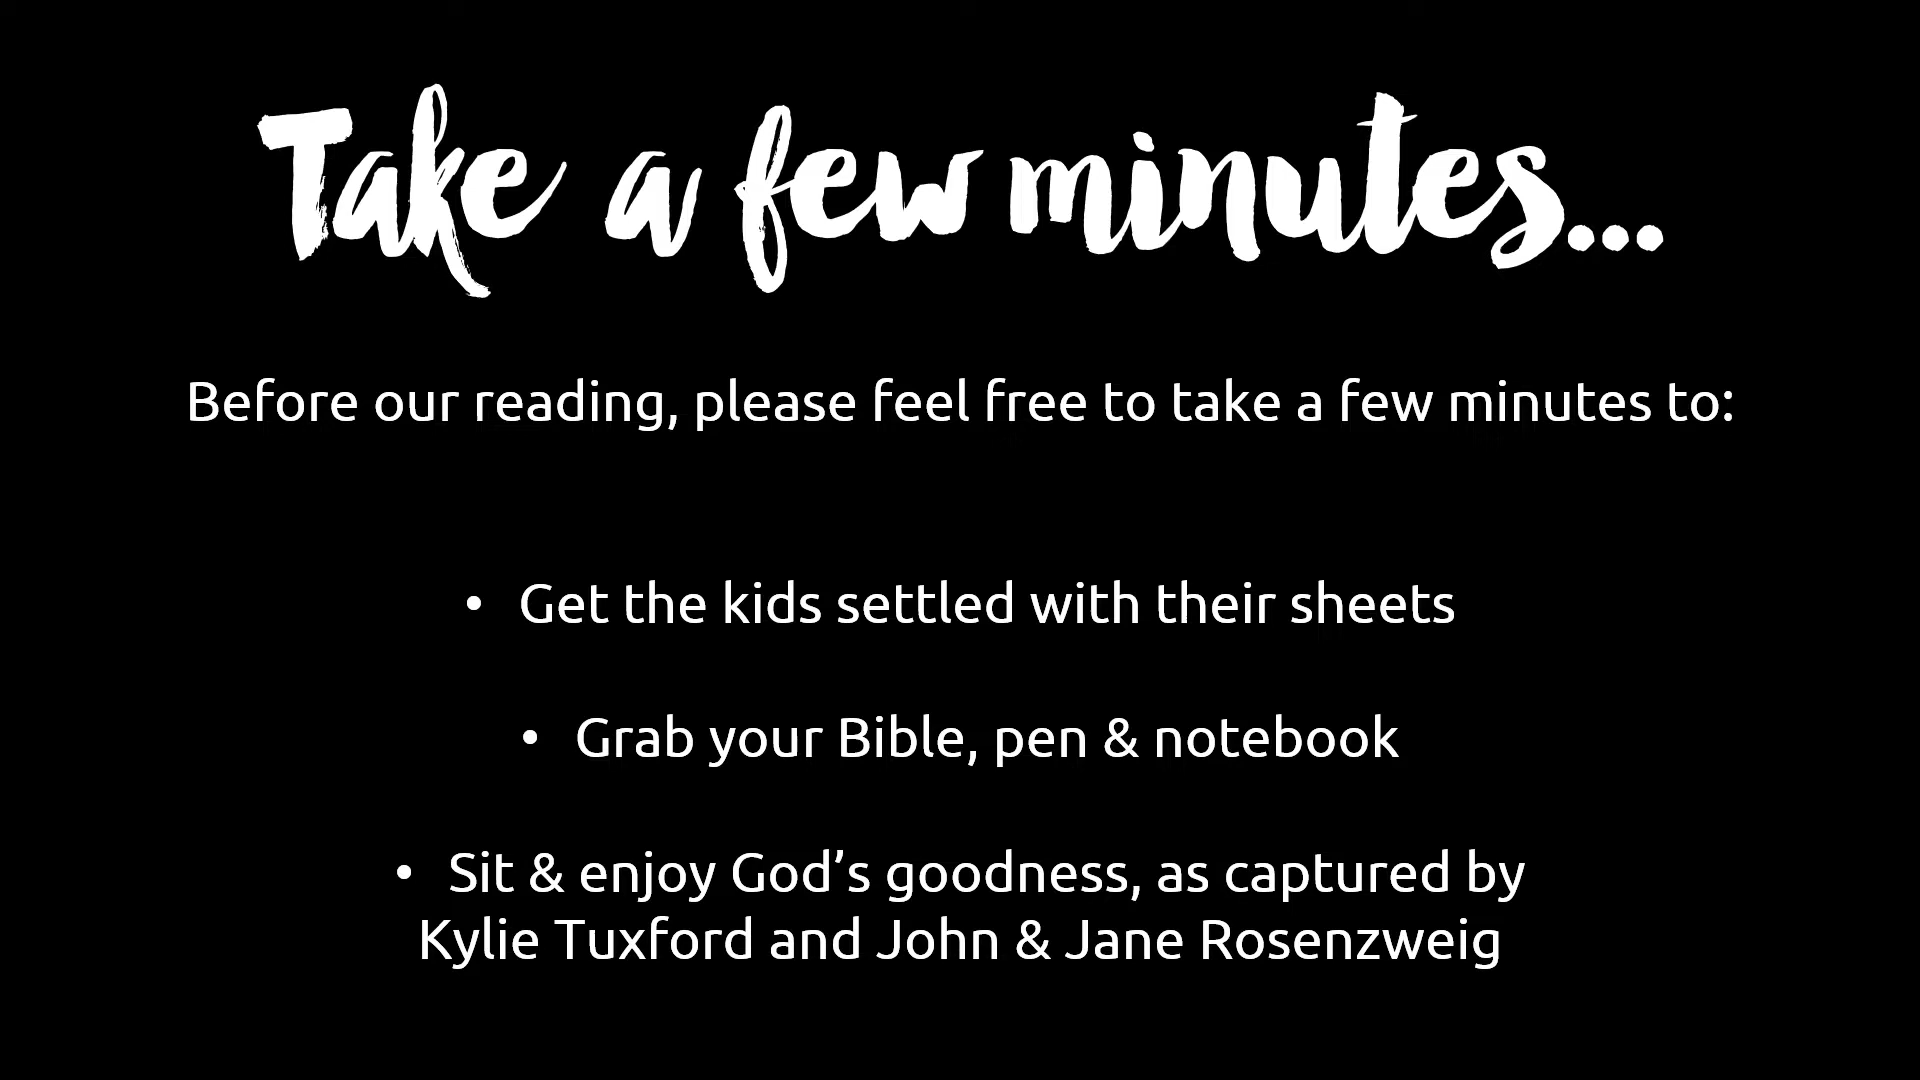 Take a few minutes...
Before our reading, please feel free to take a few minutes to:
• Get the kids settled with their sheets
• Grab your Bible, pen & notebook
• Sit & enjoy God’s goodness, as captured by
Kylie Tuxford and John & Jane Rosenzweig